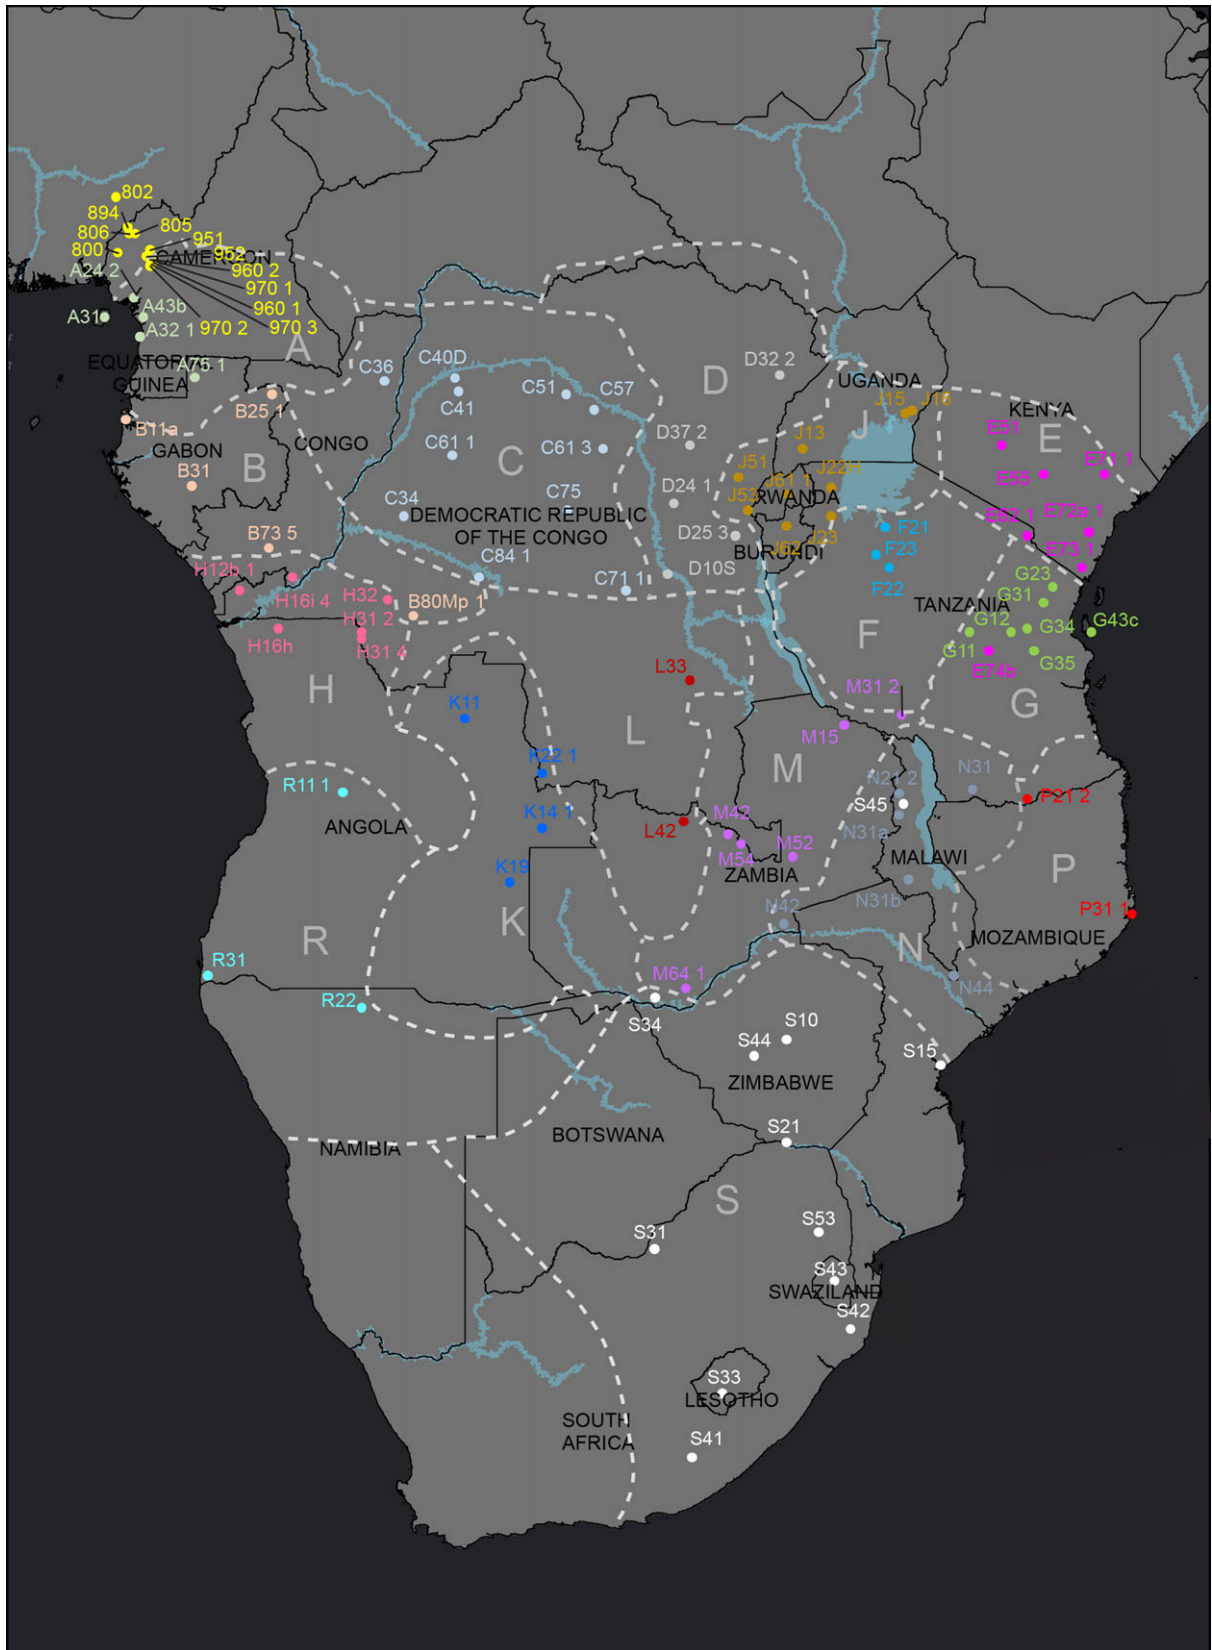 802
894
806
805
951
800
952
CAMEROON
A24 2
960 2
970 1
A43b
960 1
A31
A32 1
970 2
970 3
A
EQUATORIAL
GUINEA
A75 1
C36
C40D
C41
C51
C57
D
D32 2
UGANDA
J15
J16
KENYA
B11a
B25 1
GABON
CONGO
B
B31
C61 1
C
C61 3
D37 2
J13
J
E51
E
E55
E71 1
J51
J61 1
J22H
D24 1
C34
C75
J53
RWANDA
E62 1
E72a 1
DEMOCRATIC REPUBLIC
OF THE CONGO
D25 3
J62
J23
BURUNDI
F21
F23
E73 1
B73 5
C84 1
C71 1
D10S
F22
H12b 1
H16i 4
H32
B80Mp 1
TANZANIA
G23
G31
H16h
H31 2
H31 4
F
G12
G34
G43c
G11
G35
E74b
H
K11
L33
M31 2
G
L
M15
M
K22 1
R11 1
N21 2
N31
P21 2
S45
ANGOLA
K14 1
L42
M42
M54
M52
N31a
MALAWI
ZAMBIA
K19
P
N31b
R
K
N42
N
P31 1
MOZAMBIQUE
R31
M64 1
N44
R22
S34
S10
S44
S15
ZIMBABWE
BOTSWANA
S21
NAMIBIA
S
S31
S53
S43
SWAZILAND
S42
S33
LESOTHO
SOUTH
AFRICA
S41